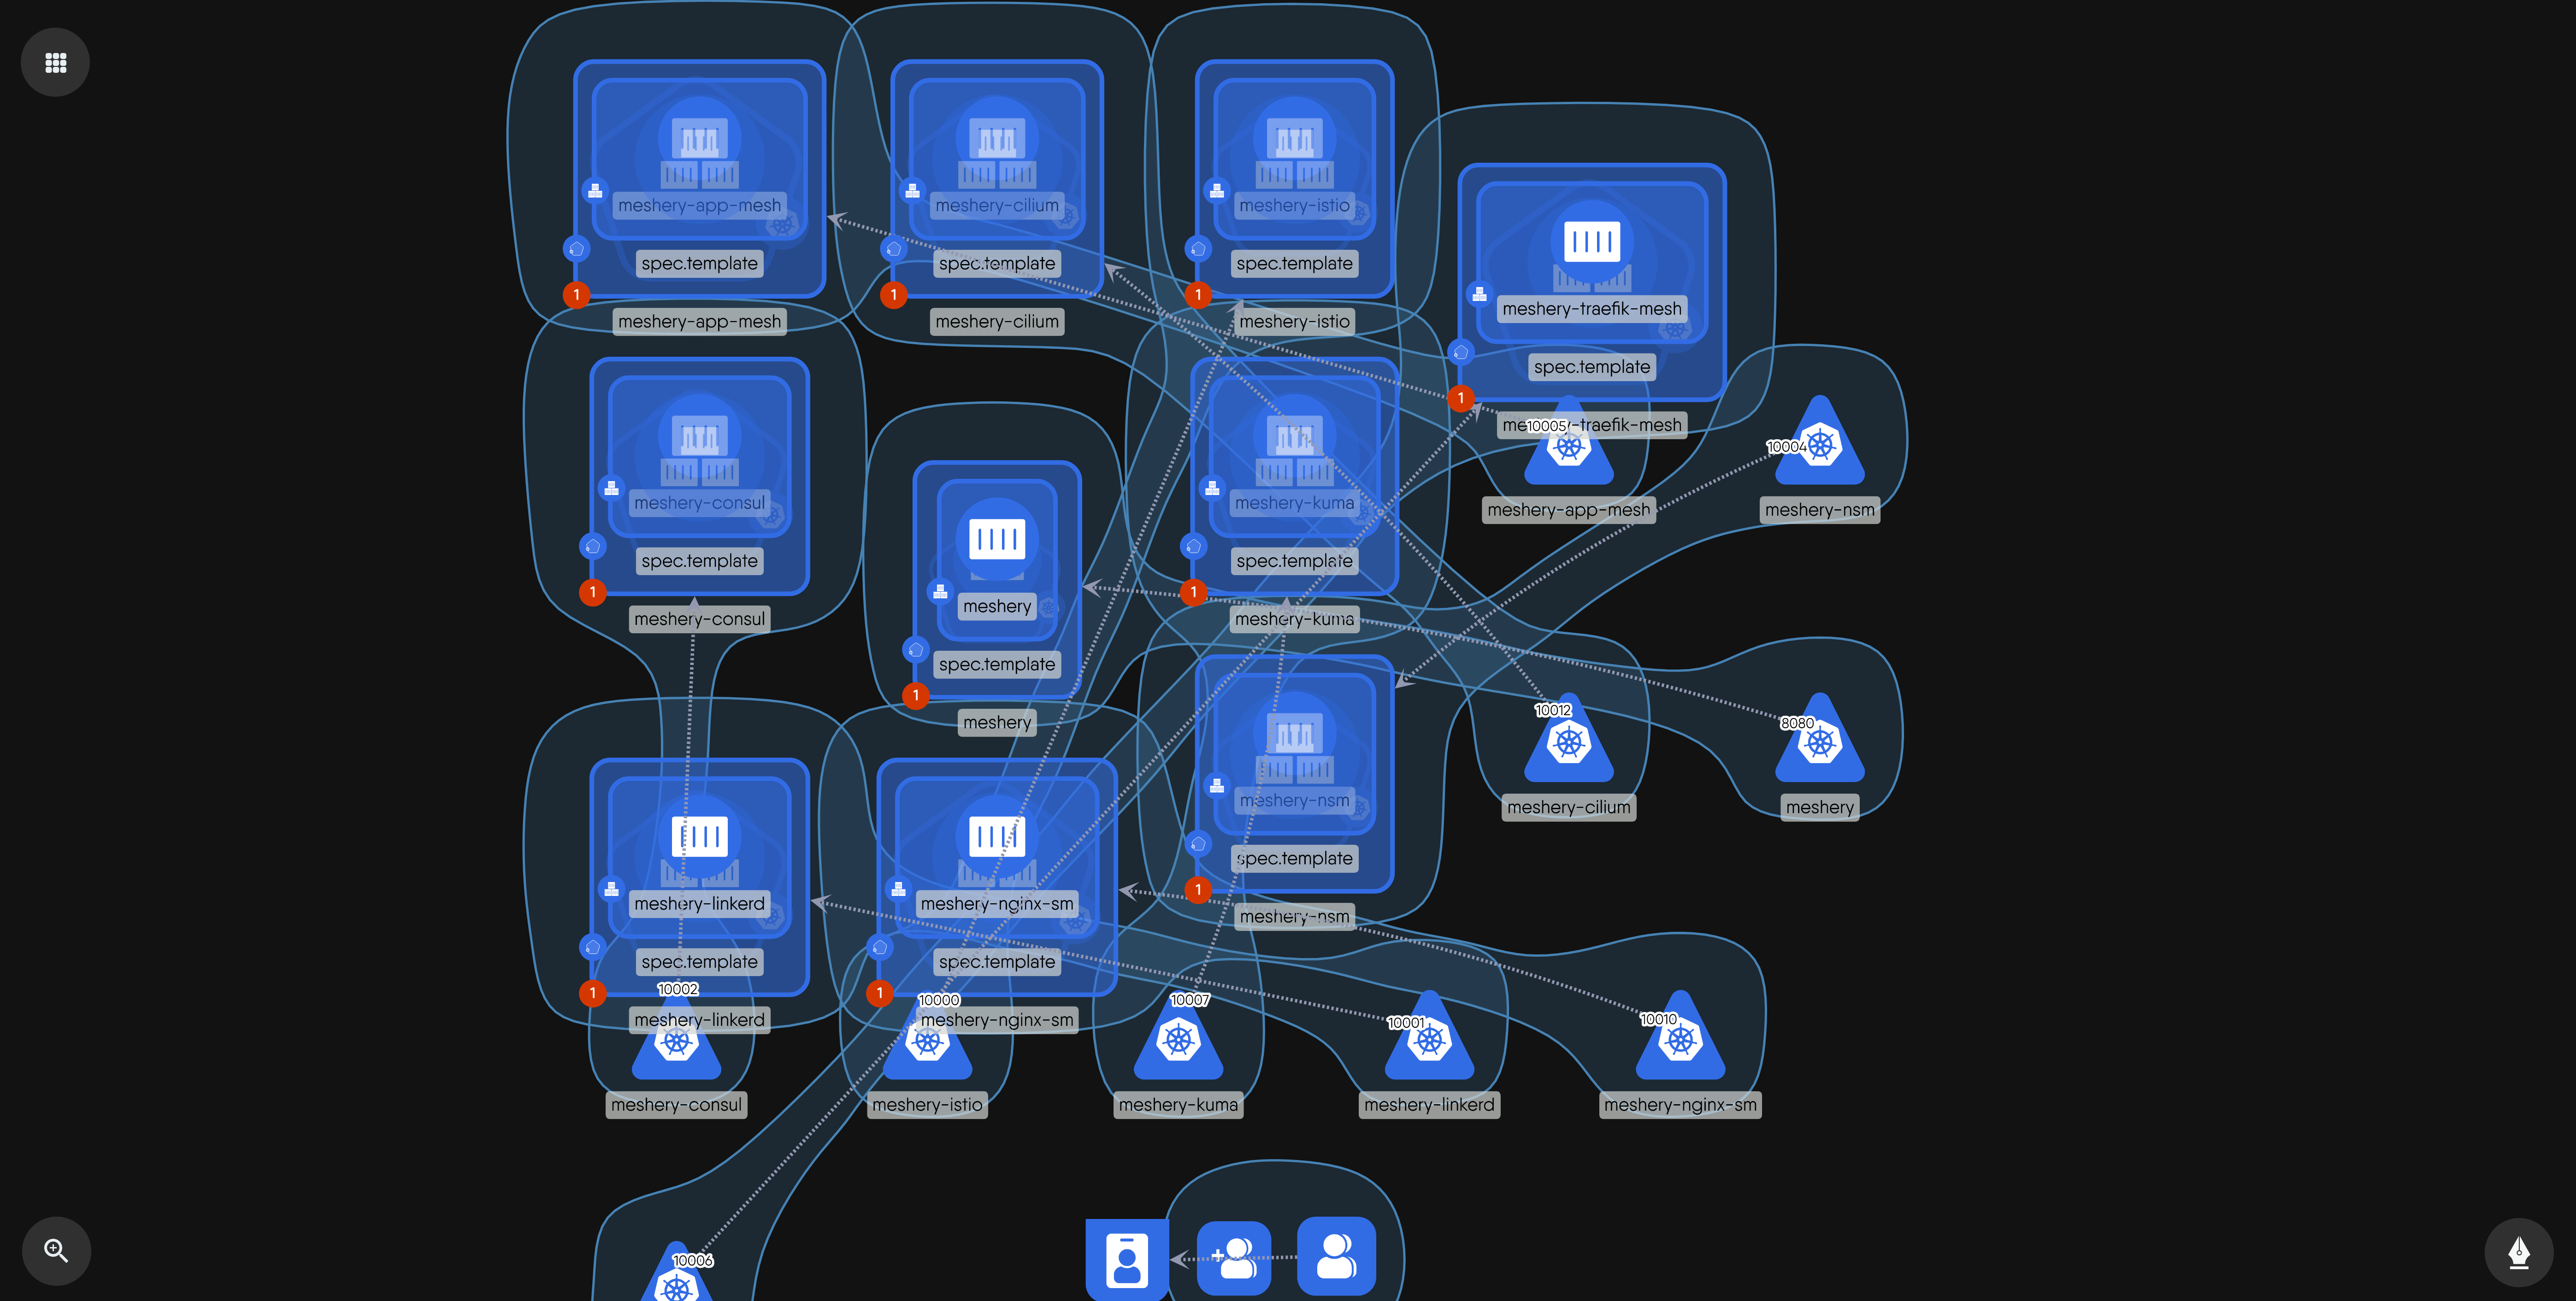 meshery-app-mesh
spec.template
1
meshery-app-mesh
meshery-cilium
spec.template
1
meshery-cilium
meshery-istio
spec.template
1
meshery-istio
meshery-traefik-mesh
spec.template
1
meshery-traefik-mesh
meshery-consul
spec.template
1
meshery-consul
meshery
spec.template
1
meshery
meshery-kuma
spec.template
1
meshery-kuma
10005
meshery-app-mesh
10004
meshery-nsm
meshery-linkerd
spec.template
1
meshery-linkerd
meshery-nginx-sm
spec.template
1
meshery-nginx-sm
meshery-nsm
spec.template
1
meshery-nsm
10012
meshery-cilium
8080
meshery
10002
meshery-consul
10000
meshery-istio
10007
meshery-kuma
10001
meshery-linkerd
10010
meshery-nginx-sm
10006